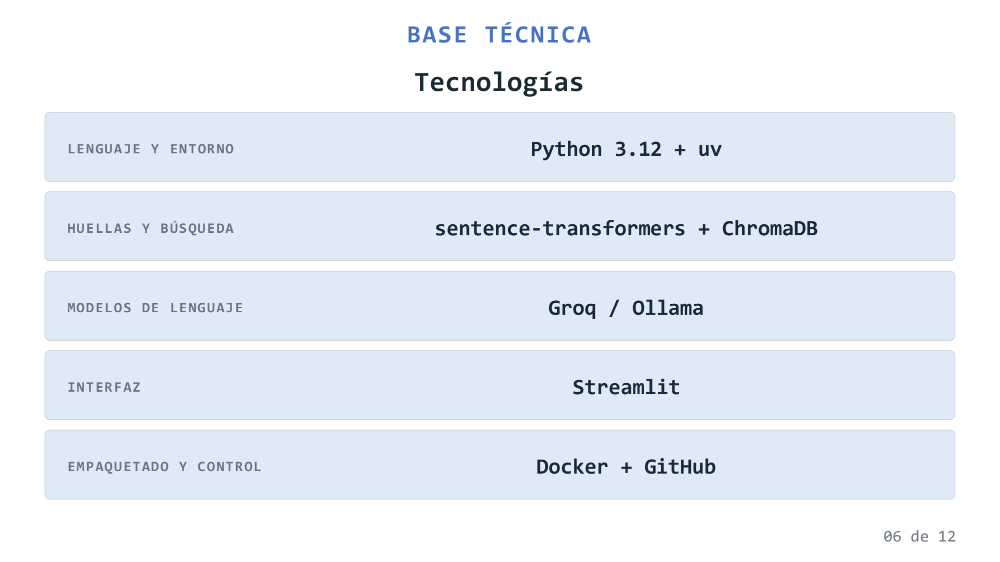 BASE TÉCNICA
Tecnologías
LENGUAJE Y ENTORNO
Python 3.12 + uv
HUELLAS Y BÚSQUEDA
sentence-transformers + ChromaDB
MODELOS DE LENGUAJE
Groq / Ollama
INTERFAZ
Streamlit
EMPAQUETADO Y CONTROL
Docker + GitHub
06 de 12